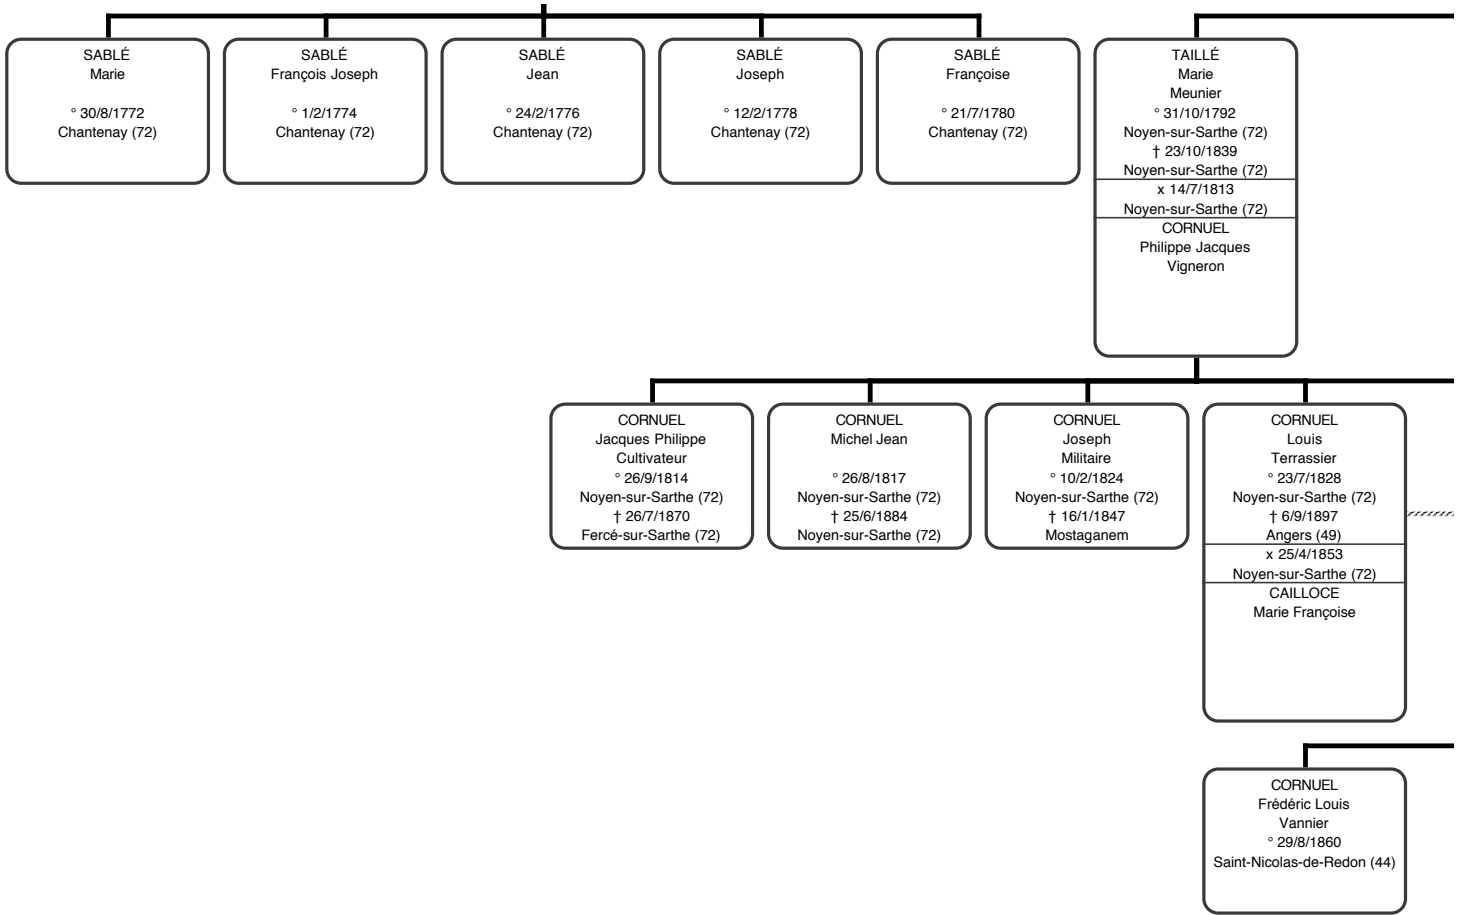 SABLÉ
Marie
° 30/8/1772
Chantenay (72)
SABLÉ
François Joseph
° 1/2/1774
Chantenay (72)
SABLÉ
Jean
° 24/2/1776
Chantenay (72)
SABLÉ
Joseph
° 12/2/1778
Chantenay (72)
SABLÉ
Françoise
° 21/7/1780
Chantenay (72)
TAILLÉ
Marie
Meunier
° 31/10/1792
Noyen-sur-Sarthe (72)
† 23/10/1839
Noyen-sur-Sarthe (72)
x 14/7/1813
Noyen-sur-Sarthe (72)
CORNUEL
Philippe Jacques
Vigneron
CORNUEL
Jacques Philippe
Cultivateur
° 26/9/1814
Noyen-sur-Sarthe (72)
† 26/7/1870
Fercé-sur-Sarthe (72)
CORNUEL
Michel Jean
° 26/8/1817
Noyen-sur-Sarthe (72)
† 25/6/1884
Noyen-sur-Sarthe (72)
CORNUEL
Joseph
Militaire
° 10/2/1824
Noyen-sur-Sarthe (72)
† 16/1/1847
Mostaganem
CORNUEL
Louis
Terrassier
° 23/7/1828
Noyen-sur-Sarthe (72)
† 6/9/1897
Angers (49)
x 25/4/1853
Noyen-sur-Sarthe (72)
CAILLOCE
Marie Françoise
CORNUEL
Frédéric Louis
Vannier
° 29/8/1860
Saint-Nicolas-de-Redon (44)